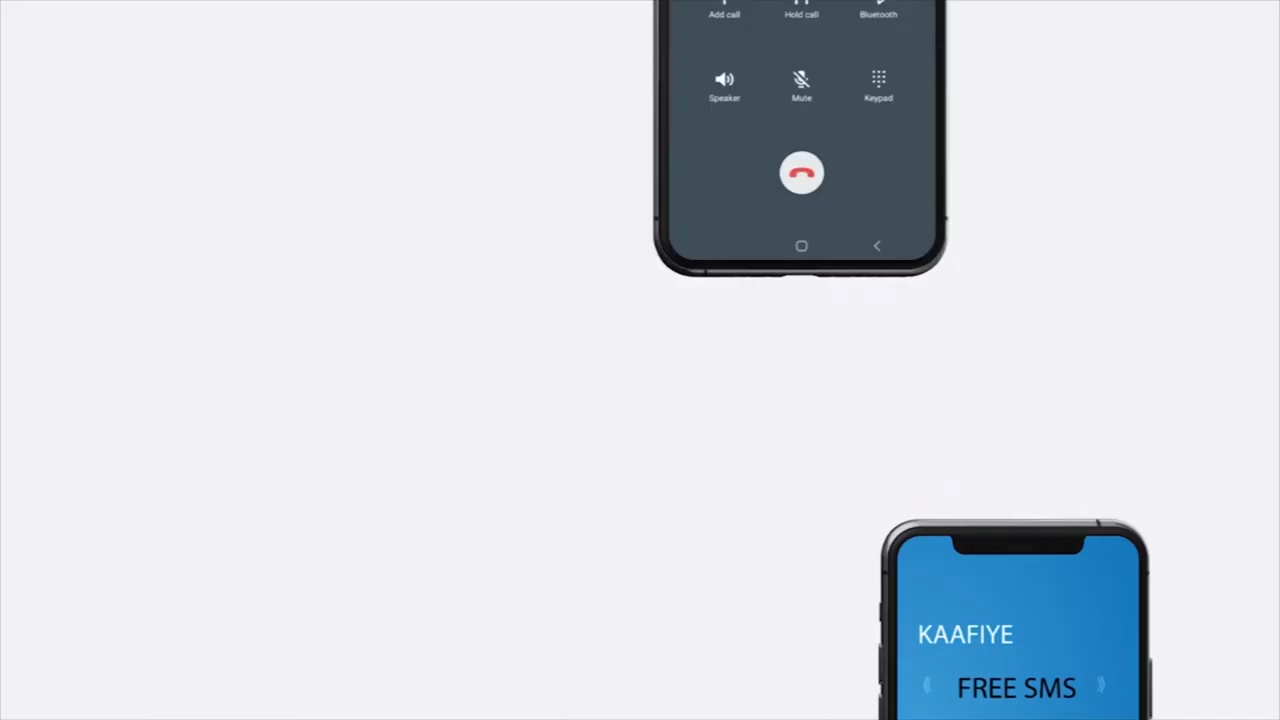 Add call Hold call Bluetooth
Speaker Mute Keypad
KAAFIYE
FREE SMS